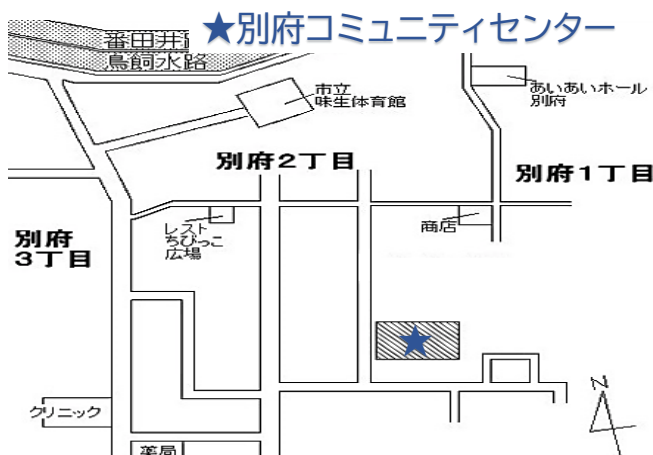 ★別府コミュニティセンター
番田井
鳥飼水路
市立
味生体育館
あいあいホール
別府
別府2丁目
別府1丁目
レスト
ちびっこ
広場
商店
別府
3丁目
クリニック
薬局
N